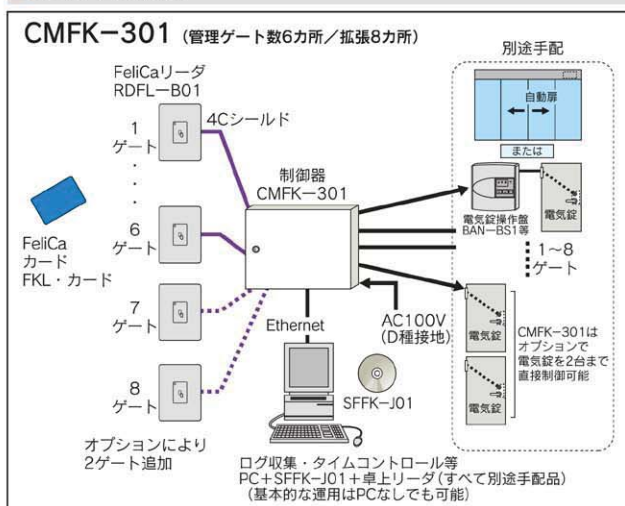 CMFK－301（管理ゲート数6カ所／拡張8カ所）
別途手配
FeliCaリーダ
RDFL－B01
4Cシールド
1
ゲート
・
・
・
6
ゲート
7
ゲート
8
ゲート
FeliCa
カード
FKL・カード
オプションにより
2ゲート追加
制御器
CMFK－301
Ethernet
AC100V
（D種接地）
SFFK－J01
ログ収集・タイムコントロール等
PC＋SFFK－J01＋卓上リーダ（すべて別途手配品）
（基本的な運用はPCなしでも可能）
自動扉
または
電気錠操作盤
BAN－BS1等
電気錠
1～8
ゲート
電気錠
電気錠
CMFK－301は
オプションで
電気錠を2台まで
直接制御可能